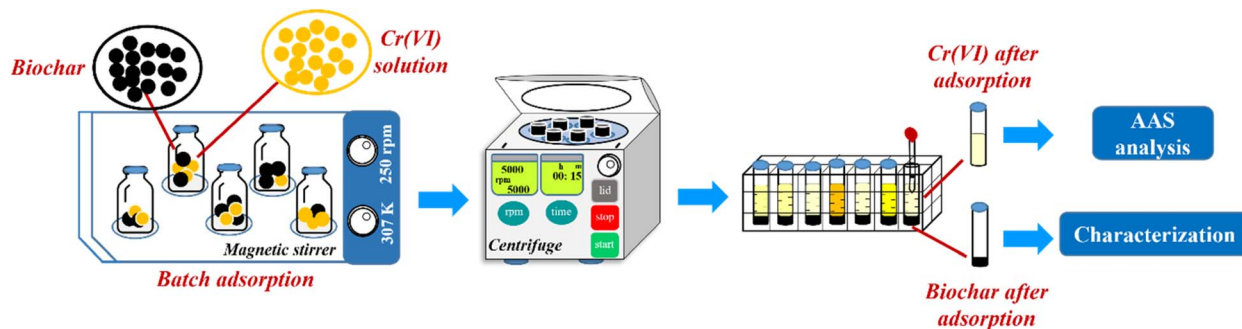 Biochar
Cr(VI)
solution
250 rpm
307 K
Magnetic stirrer
Batch adsorption
5000
rpm
5000
h m
00: 15
lid
rpm
time
stop
start
Centrifuge
Cr(VI) after
adsorption
AAS
analysis
Characterization
Biochar after
adsorption